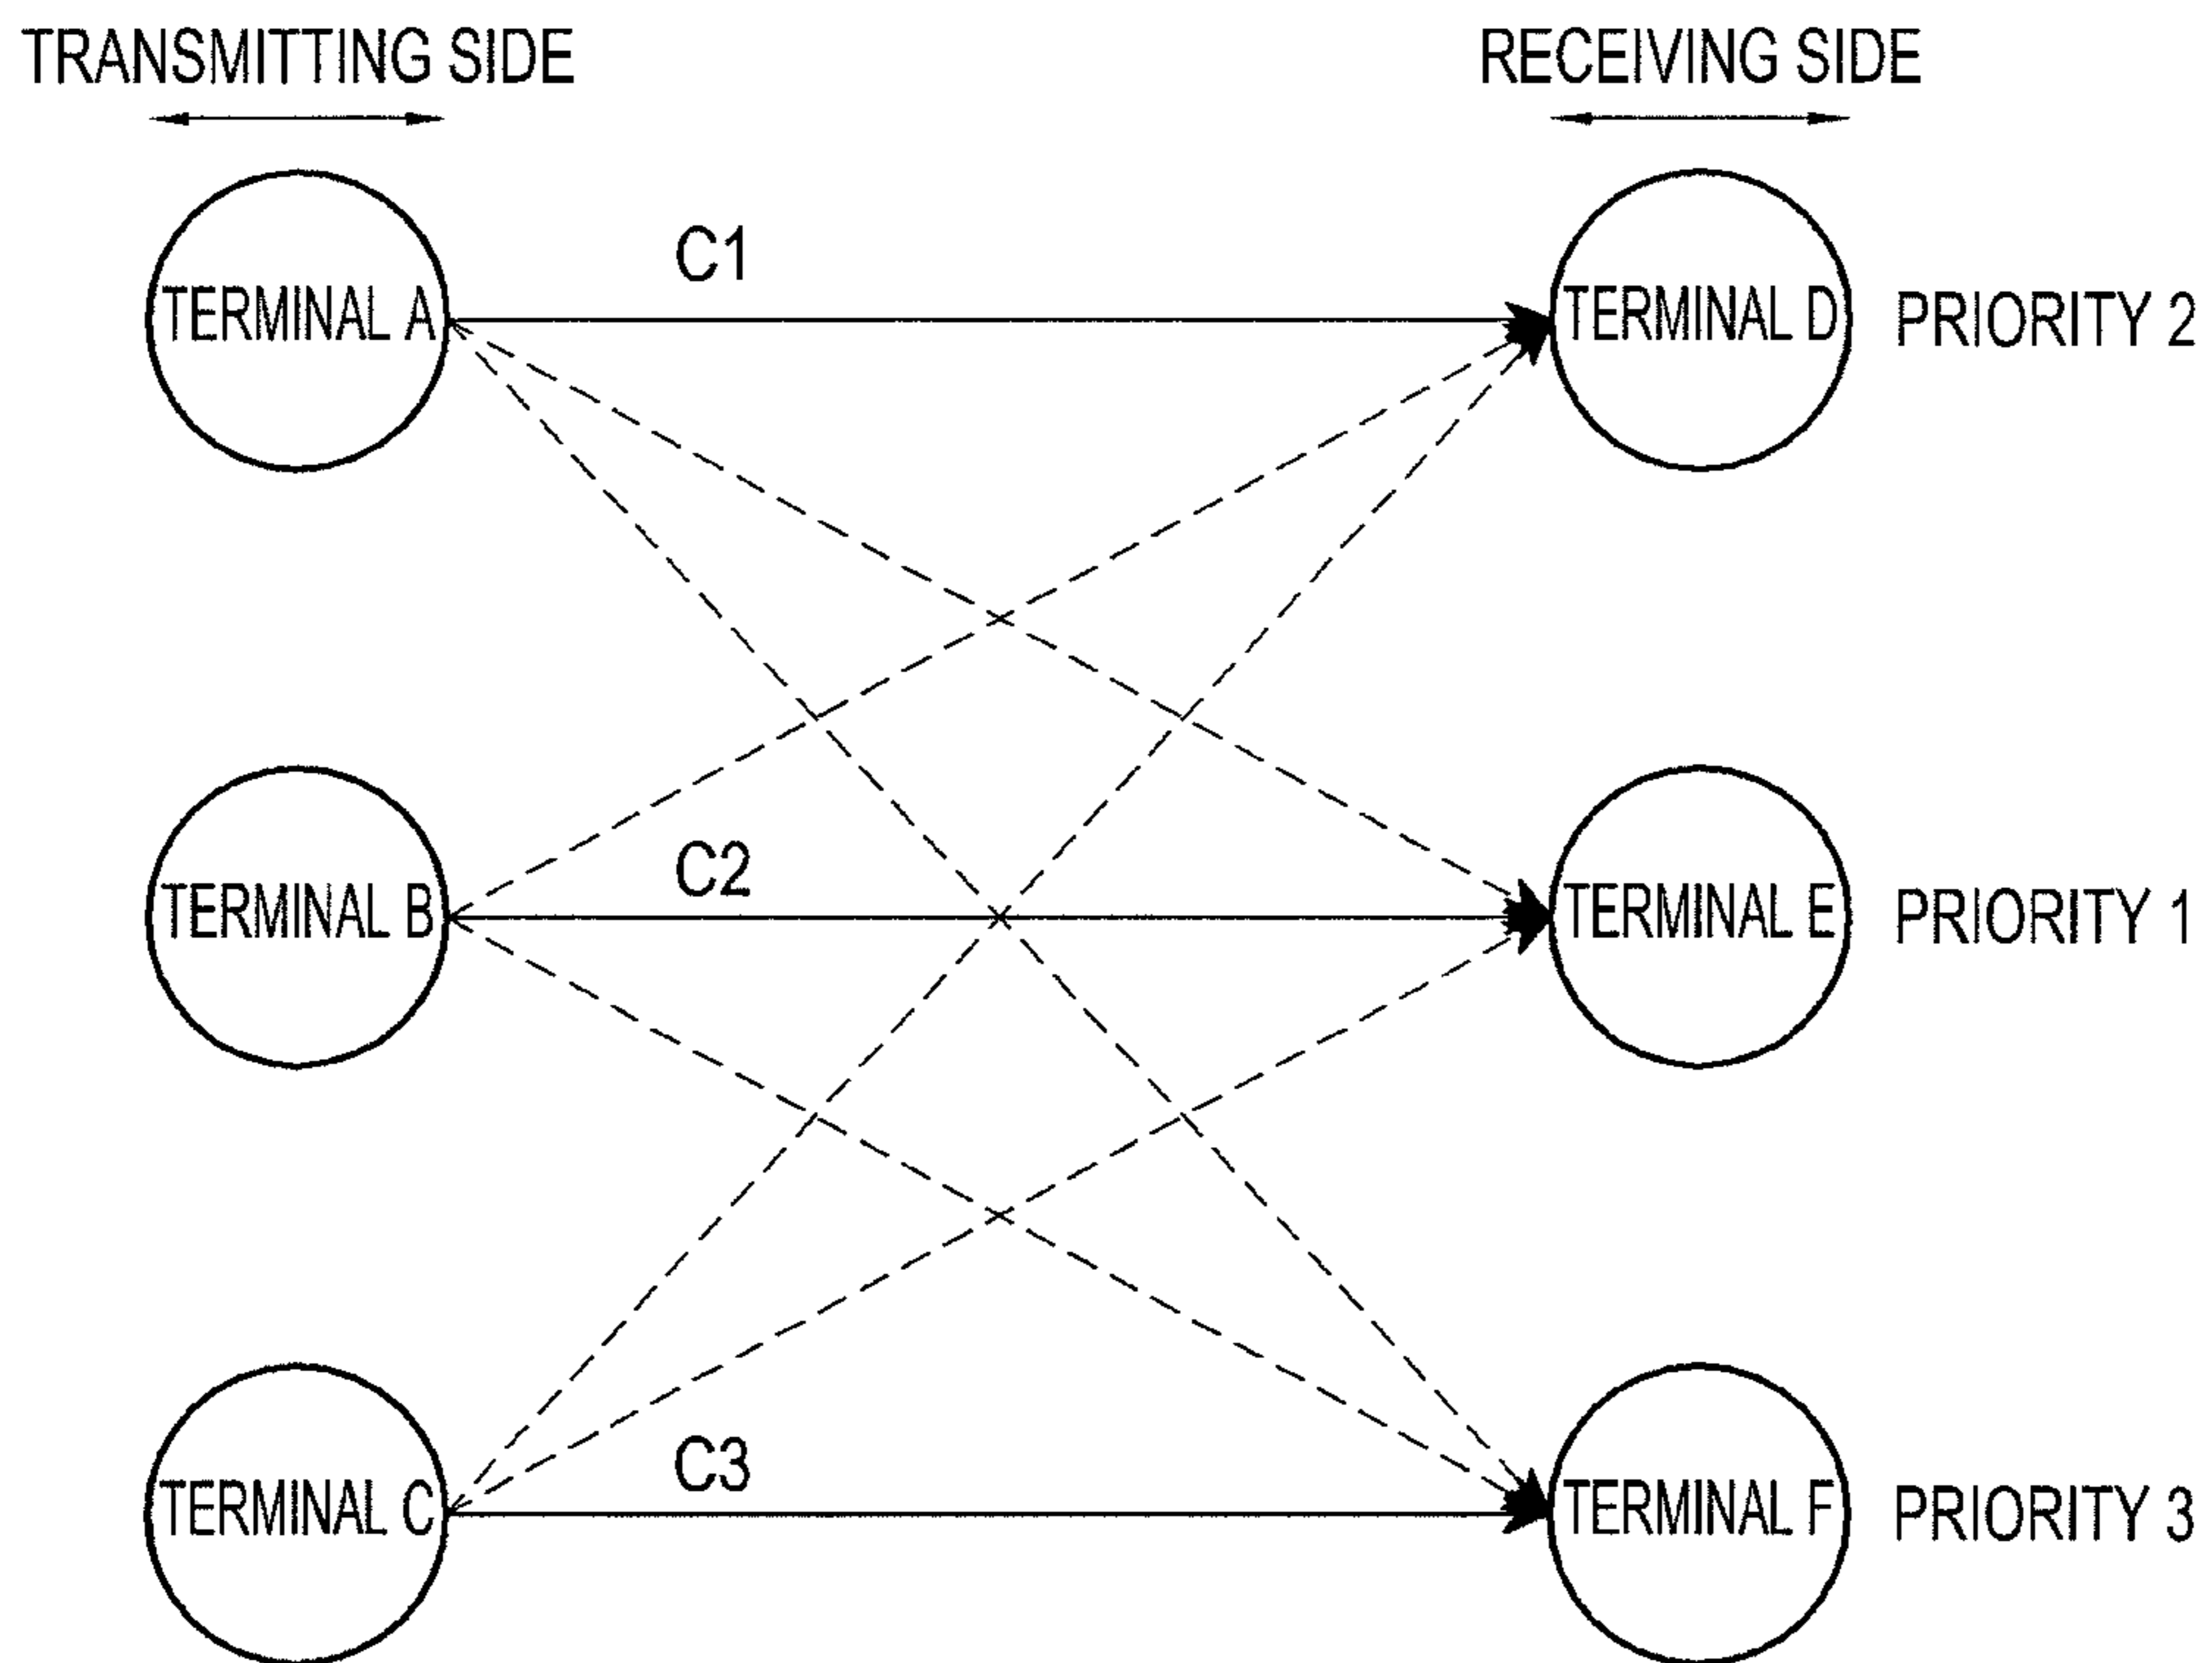 TRANSMITTING SIDE
RECEIVING SIDE
TERMINAL A
C1
TERMINAL D
PRIORITY 2
TERMINAL B
C2
TERMINAL E
PRIORITY 1
TERMINAL C
C3
TERMINAL F
PRIORITY 3